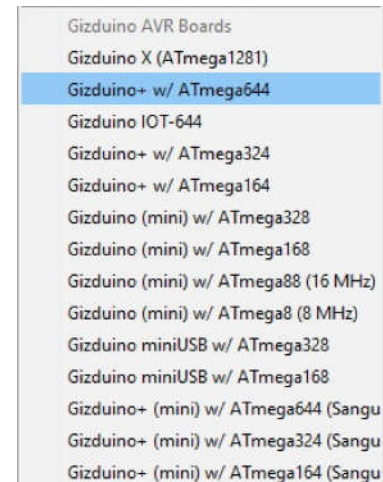 Gizduino AVR Boards
Gizduino X (ATmega1281)
Gizduino+ w/ ATmega644
Gizduino IOT-644
Gizduino+ w/ ATmega324
Gizduino+ w/ ATmega164
Gizduino (mini) w/ ATmega328
Gizduino (mini) w/ ATmega168
Gizduino (mini) w/ ATmega88 (16 MHz)
Gizduino (mini) w/ ATmega8 (8 MHz)
Gizduino miniUSB w/ ATmega328
Gizduino miniUSB w/ ATmega168
Gizduino+ (mini) w/ ATmega644 (Sangu
Gizduino+ (mini) w/ ATmega324 (Sangu
Gizduino+ (mini) w/ ATmega164 (Sangu